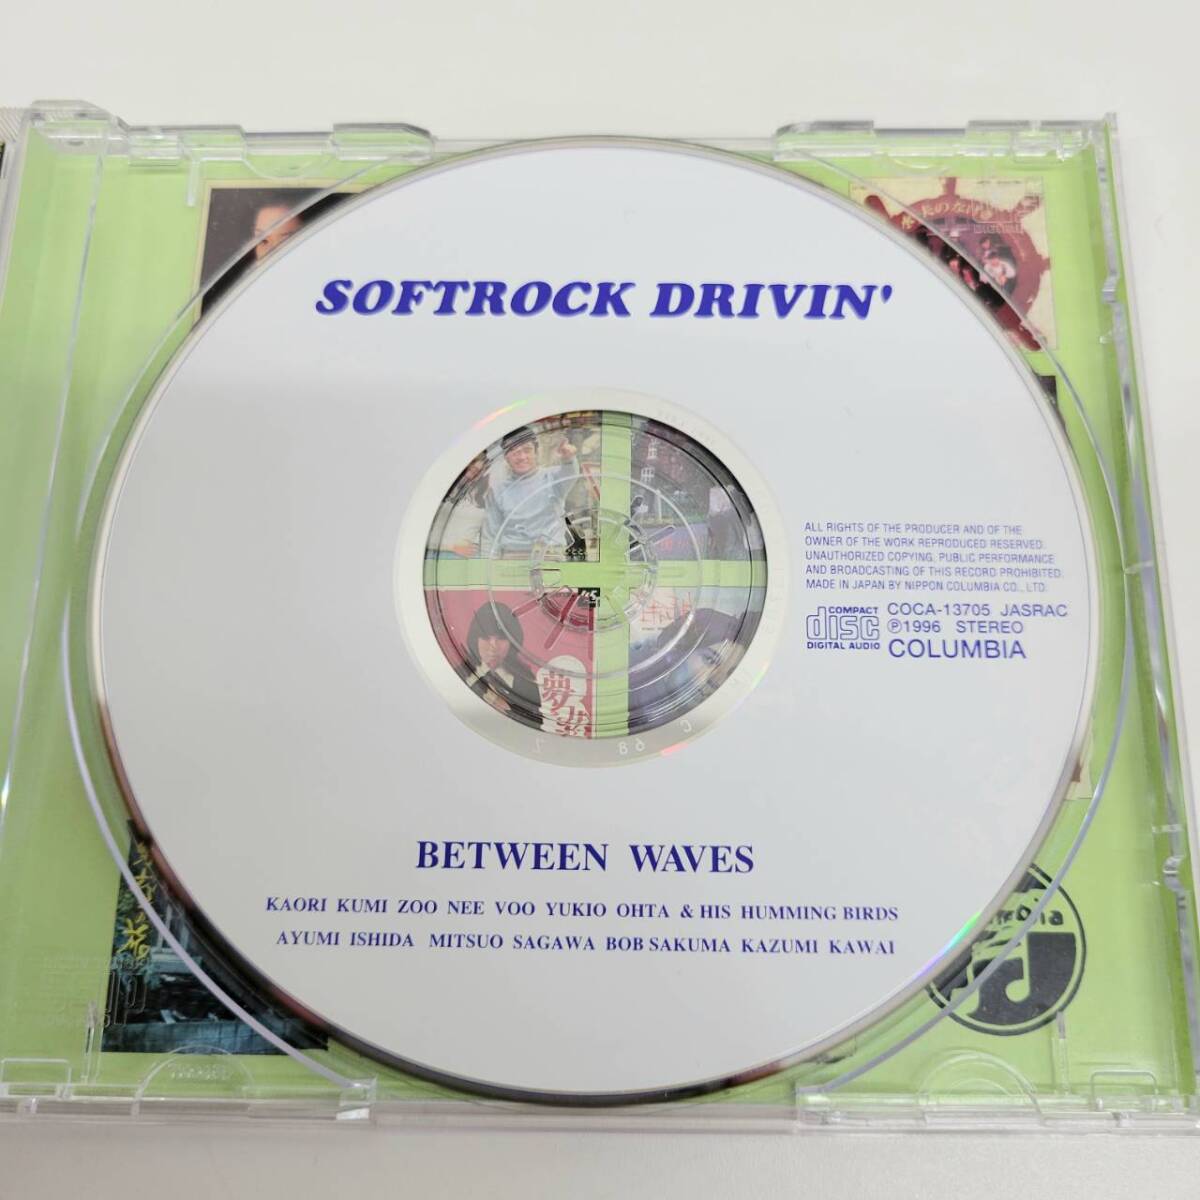 SOFTROCK DRIVIN'
ALL RIGHTS OF THE PRODUCER AND OF THE
OWNER OF THE WORK REPRODUCED RESERVED.
UNAUTHORIZED COPYING, PUBLIC PERFORMANCE
AND BROADCASTING OF THIS RECORD PROHIBITED.
MADE IN JAPAN BY NIPPON COLUMBIA CO., LTD.
COMPACT
disc
DIGITAL AUDIO
COCA-13705 JASRAC
Ⓟ1996 STEREO
COLUMBIA
夢
BETWEEN WAVES
KAORI KUMI ZOO NEE VOO YUKIO OHTA & HIS HUMMING BIRDS
AYUMI ISHIDA MITSUO SAGAWA BOB SAKUMA KAZUMI KAWAI